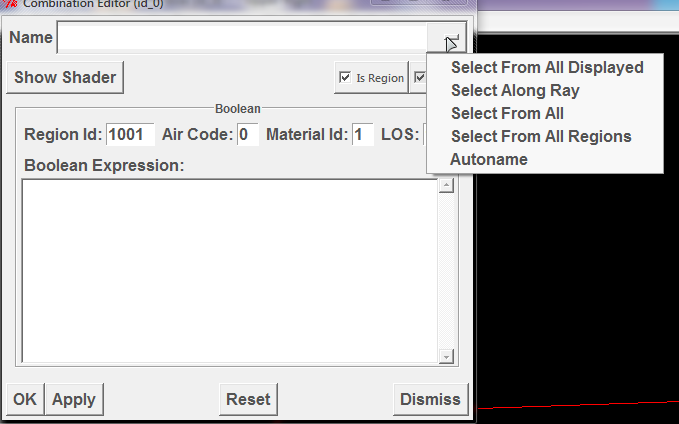 Combination Editor (id_0)
Name
Select From All Displayed
Show Shader
Is Region
Select Along Ray
Select From All
Boolean
Region Id: 1001 Air Code: 0 Material Id: 1 LOS:
Select From All Regions
Autoname
Boolean Expression:
OK Apply Reset Dismiss